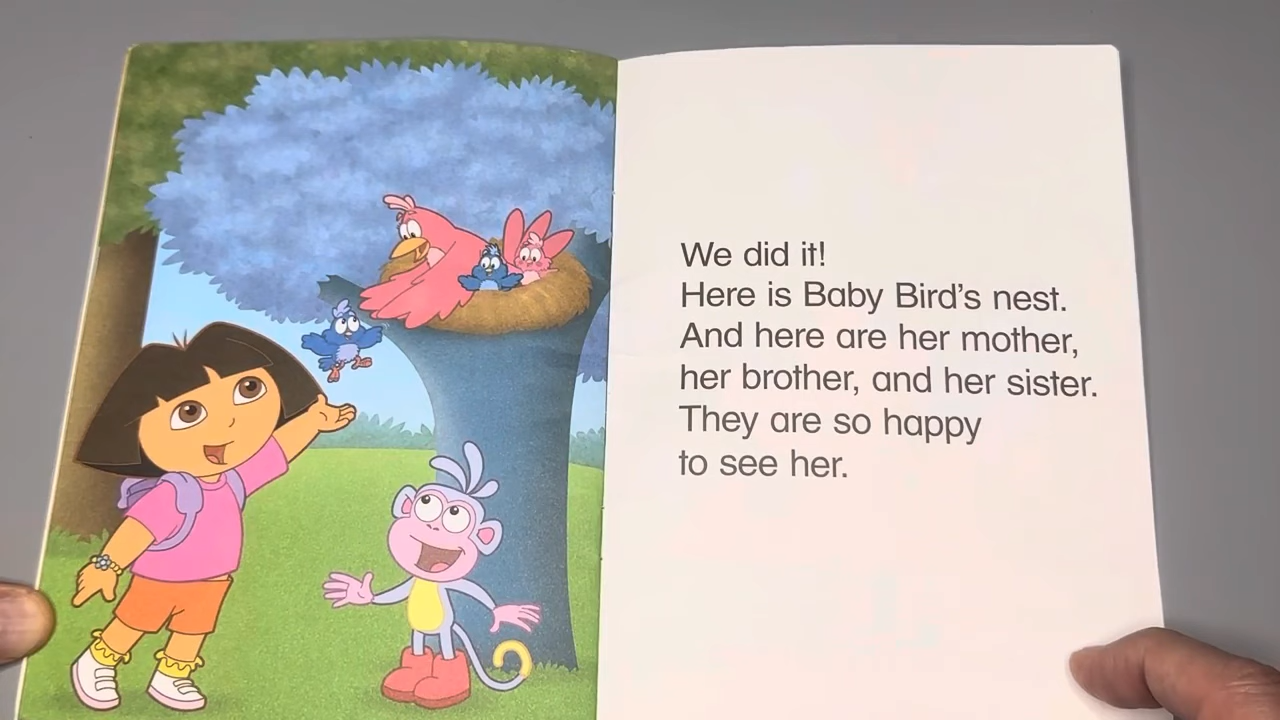 We did it!
Here is Baby Bird's nest.
And here are her mother,
her brother, and her sister.
They are so happy
to see her.